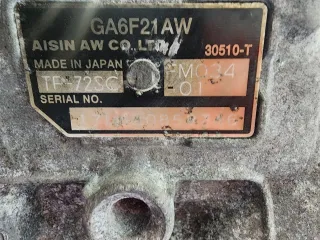 GA6F21AW
AISIN AW CO.,LTD.
30510-T
MADE IN JAPAN
TF-72SC FM034
-01
SERIAL NO.